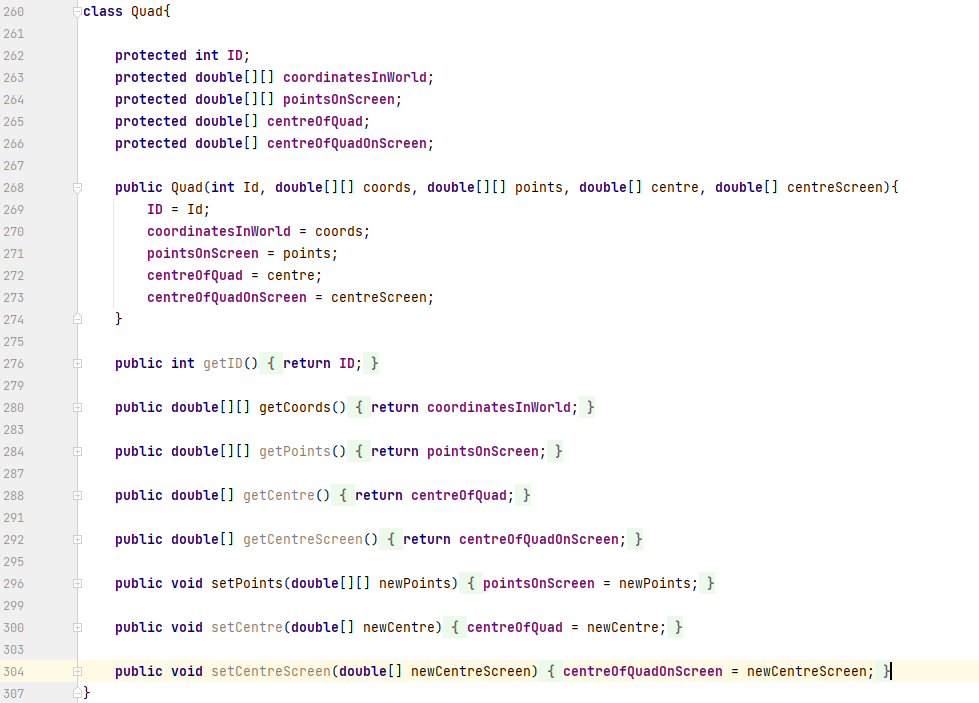 260 class Quad{
261
262 protected int ID;
263 protected double[][] coordinatesInWorld;
264 protected double[][] pointsOnScreen;
265 protected double[] centreOfQuad;
266 protected double[] centreOfQuadOnScreen;
267
268 public Quad(int Id, double[][] coords, double[][] points, double[] centre, double[] centreScreen){
269 ID = Id;
270 coordinatesInWorld = coords;
271 pointsOnScreen = points;
272 centreOfQuad = centre;
273 centreOfQuadOnScreen = centreScreen;
274 }
275
276 public int getID() { return ID; }
279
280 public double[][] getCoords() { return coordinatesInWorld; }
283
284 public double[][] getPoints() { return pointsOnScreen; }
287
288 public double[] getCentre() { return centreOfQuad; }
291
292 public double[] getCentreScreen() { return centreOfQuadOnScreen; }
295
296 public void setPoints(double[][] newPoints) { pointsOnScreen = newPoints; }
299
300 public void setCentre(double[] newCentre) { centreOfQuad = newCentre; }
303
304 public void setCentreScreen(double[] newCentreScreen) { centreOfQuadOnScreen = newCentreScreen; }
307 }